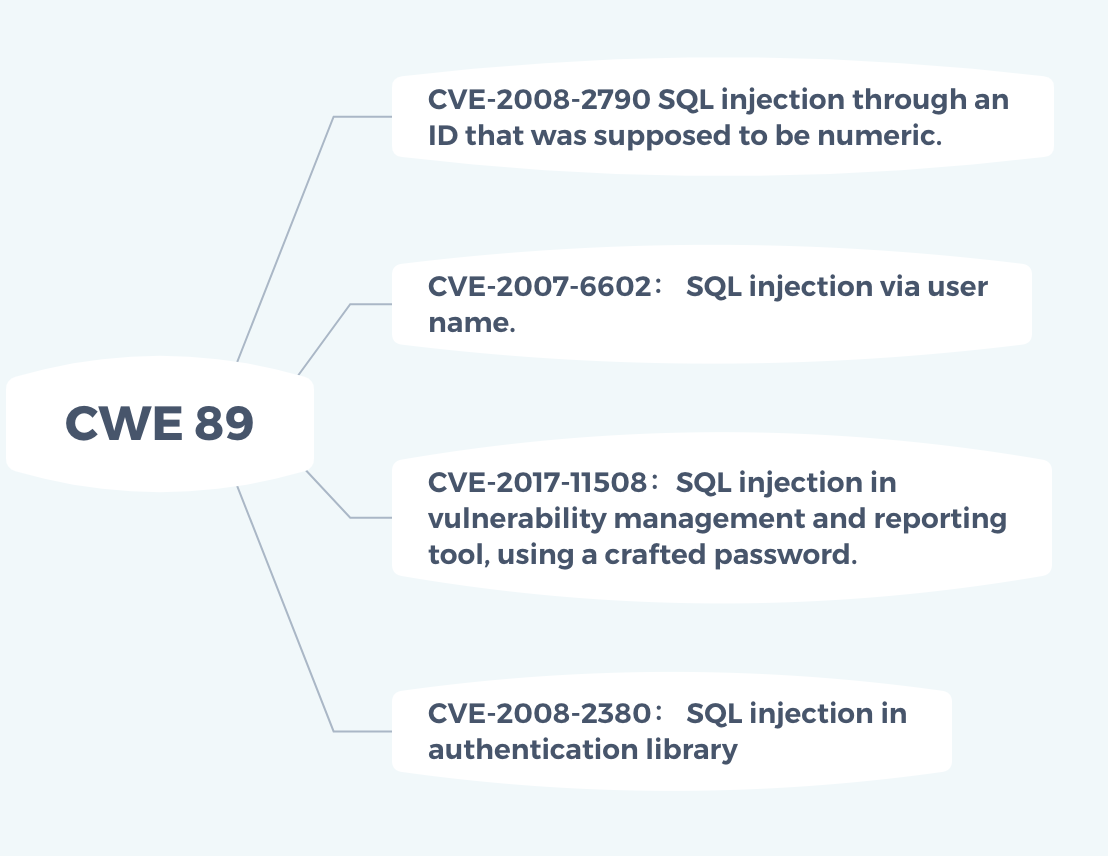 CVE-2008-2790 SQL injection through an
ID that was supposed to be numeric.
CVE-2007-6602： SQL injection via user
name.
CWE 89
CVE-2017-11508：SQL injection in
vulnerability management and reporting
tool, using a crafted password.
CVE-2008-2380： SQL injection in
authentication library